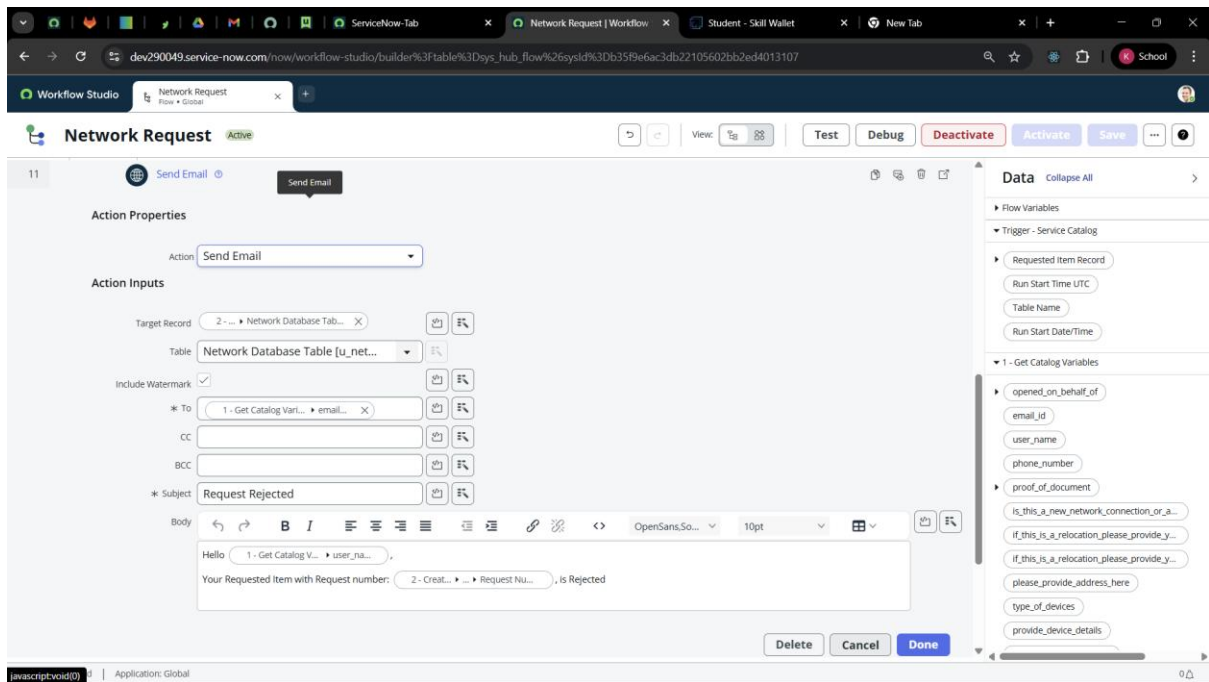 ServiceNow-Tab
Network Request | Workflow
Student - Skill Wallet
New Tab
dev290049.service-now.com/now/workflow-studio/builder%3Ftable%3Dsys_hub_flow%26sysId%3Db35f9e6ac3db22105602bb2ed4013107
K School
Workflow Studio
Network Request
Flow • Global
Network Request Active
View: Test Debug Deactivate Activate Save
11 Send Email
Send Email
Action Properties
Action Send Email
Action Inputs
Target Record 2 - ... ▸ Network Database Tab...
Table Network Database Table [u_net...
Include Watermark
* To 1 - Get Catalog Vari... ▸ email...
CC
BCC
* Subject Request Rejected
Body
B I OpenSans,So... 10pt
Hello 1 - Get Catalog V... ▸ user_na... ,
Your Requested Item with Request number: 2 - Creat... ▸ ... ▸ Request Nu... , is Rejected
Delete Cancel Done
Data Collapse All
Flow Variables
Trigger - Service Catalog
Requested Item Record
Run Start Time UTC
Table Name
Run Start Date/Time
1 - Get Catalog Variables
opened_on_behalf_of
email_id
user_name
phone_number
proof_of_document
is_this_a_new_network_connection_or_a...
if_this_is_a_relocation_please_provide_y...
if_this_is_a_relocation_please_provide_y...
please_provide_address_here
type_of_devices
provide_device_details
javascript:void(0)
Application: Global
0